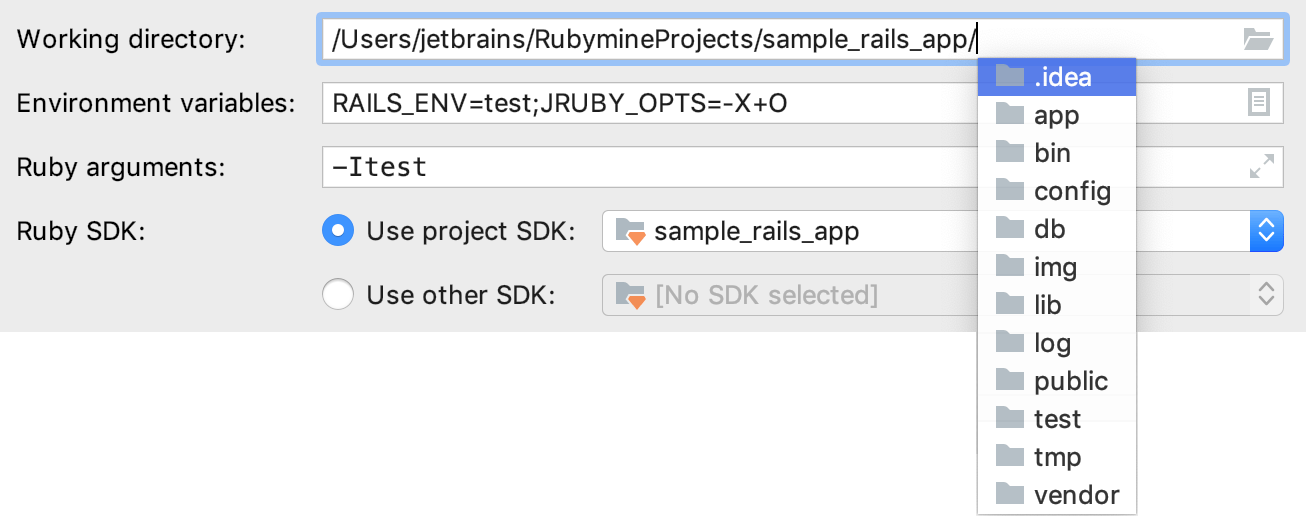 Working directory: /Users/jetbrains/RubymineProjects/sample_rails_app/
.idea
Environment variables: RAILS_ENV=test;JRUBY_OPTS=-X+O
app
bin
Ruby arguments: -Itest
config
Ruby SDK: Use project SDK: sample_rails_app
db
img
Use other SDK: [No SDK selected]
lib
log
public
test
tmp
vendor